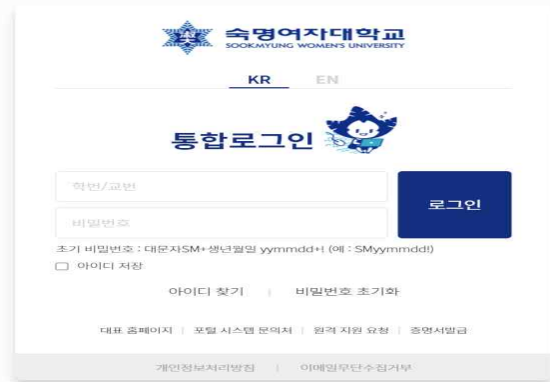 숙명여자대학교
SOOKMYUNG WOMEN'S UNIVERSITY
KR EN
통합로그인
학번/교번
로그인
비밀번호
초기 비밀번호 : 대문자SM+생년월일 yymmdd+! (예 : SMyymmdd!)
아이디 저장
아이디 찾기 | 비밀번호 초기화
대표 홈페이지 | 포털 시스템 문의처 | 원격 지원 요청 | 증명서발급
개인정보처리방침 | 이메일무단수집거부